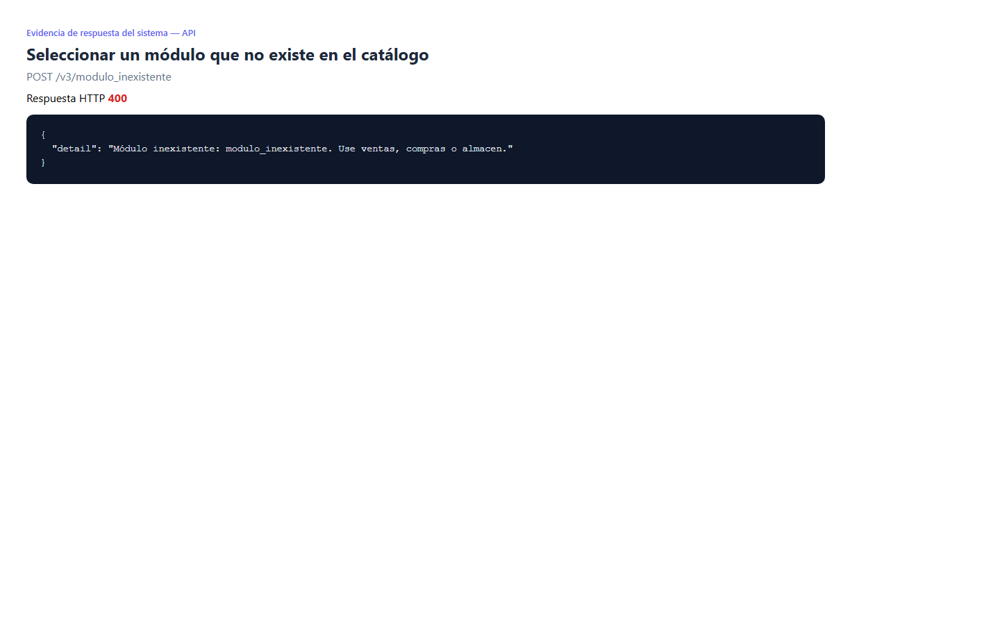 Evidencia de respuesta del sistema — API
Seleccionar un módulo que no existe en el catálogo
POST /v3/modulo_inexistente
Respuesta HTTP 400
{
  "detail": "Módulo inexistente: modulo_inexistente. Use ventas, compras o almacen."
}